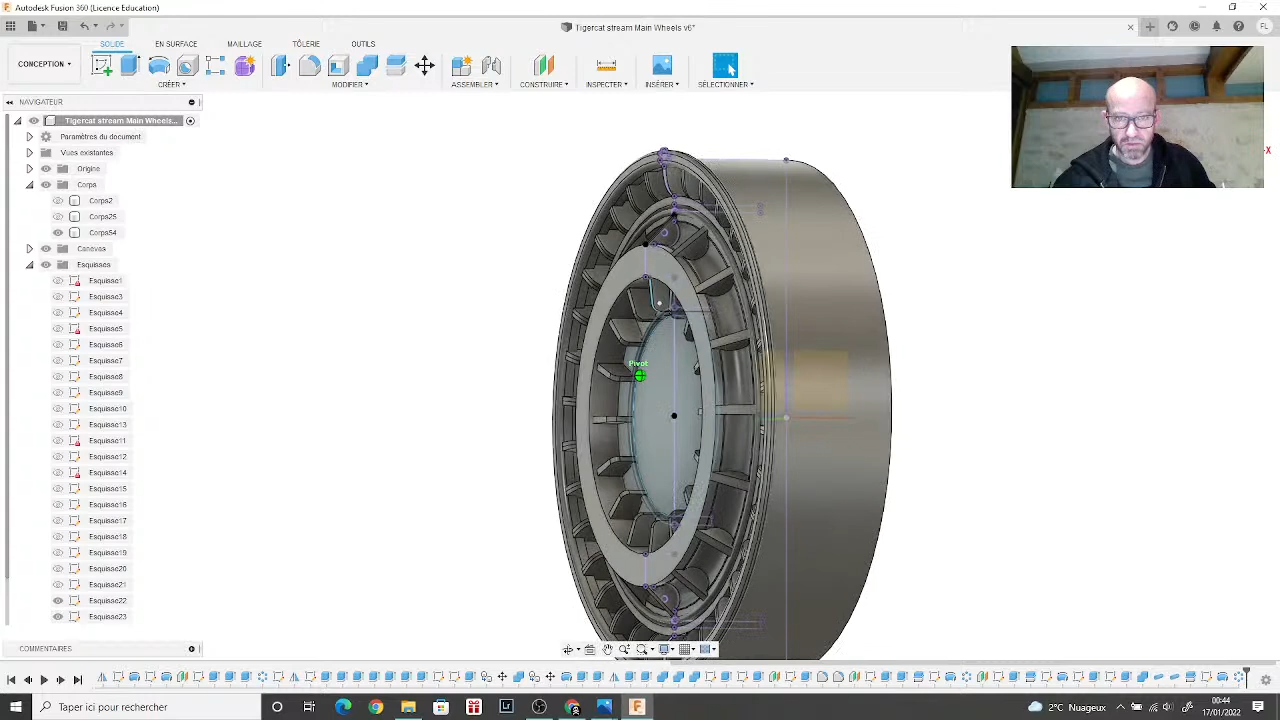 Autodesk Fusion 360 (Licence Education)
Tigercat stream Main Wheels v6*
FL
CONCEPTION
SOLIDE
EN SURFACE
MAILLAGE
TÔLERIE
OUTILS
CRÉER
MODIFIER
ASSEMBLER
CONSTRUIRE
INSPECTER
INSÉRER
SÉLECTIONNER
NAVIGATEUR
Tigercat stream Main Wheels...
Paramètres du document
Vues existantes
Origine
Corps
Corps2
Corps25
Corps54
Canevas
Esquisses
Esquisse1
Esquisse3
Esquisse4
Esquisse5
Esquisse6
Esquisse7
Esquisse8
Esquisse9
Esquisse10
Esquisse13
Esquisse11
Esquisse12
Esquisse14
Esquisse15
Esquisse16
Esquisse17
Esquisse18
Esquisse19
Esquisse20
Esquisse21
Esquisse22
Esquisse23
Pivot
X
COMMENTAIRES
Taper ici pour rechercher
2°C Nuageux
00:44
17/01/2022